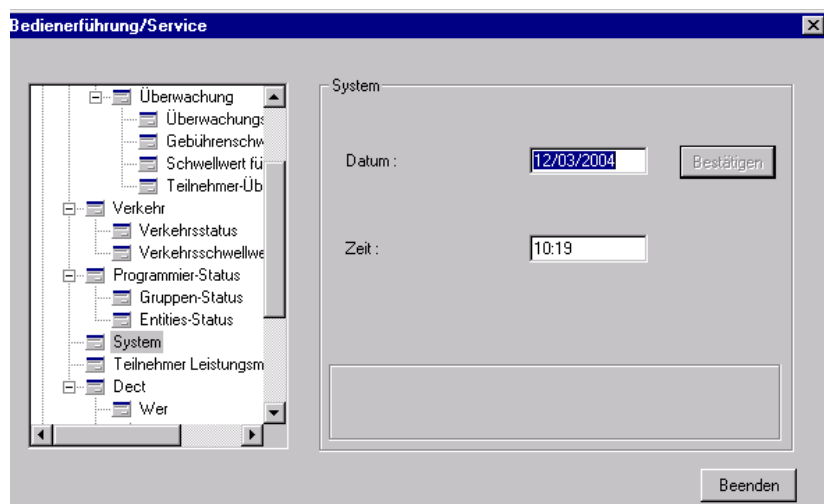 Bedienerführung/Service
Überwachung
Überwachungs
Gebührenschw
Schwellwert fü
Teilnehmer-Üb
Verkehr
Verkehrsstatus
Verkehrsschwellwe
Programmier-Status
Gruppen-Status
Entities-Status
System
Teilnehmer Leistungsm
Dect
Wer
System
Datum :
12/03/2004
Bestätigen
Zeit :
10:19
Beenden